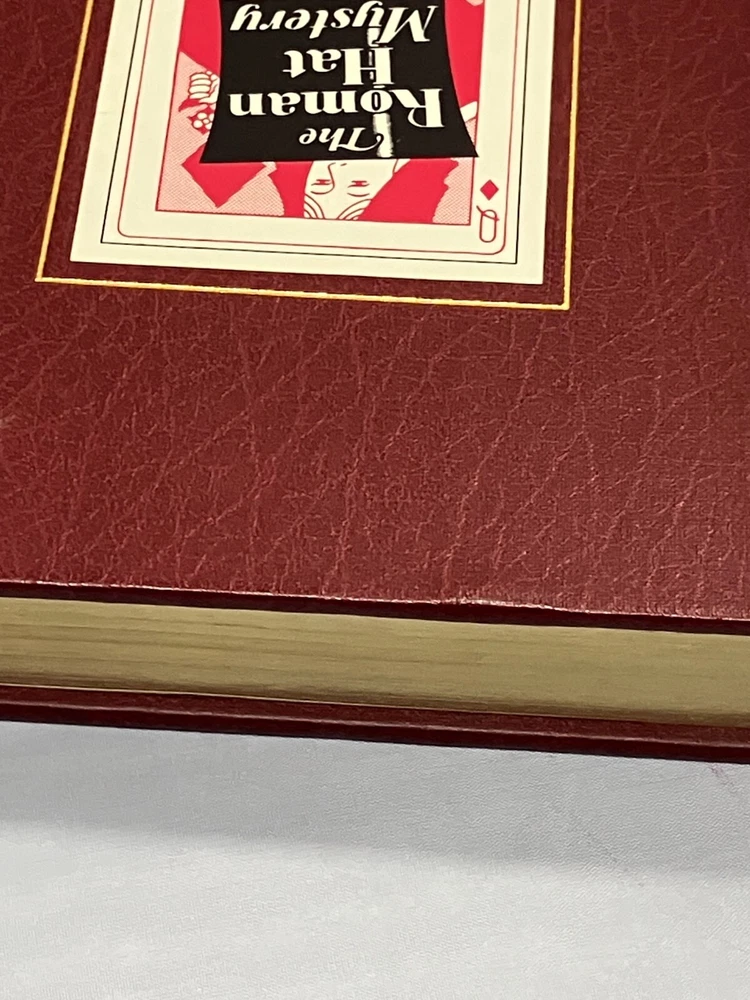 The
Roman
Hat
Mystery
Q